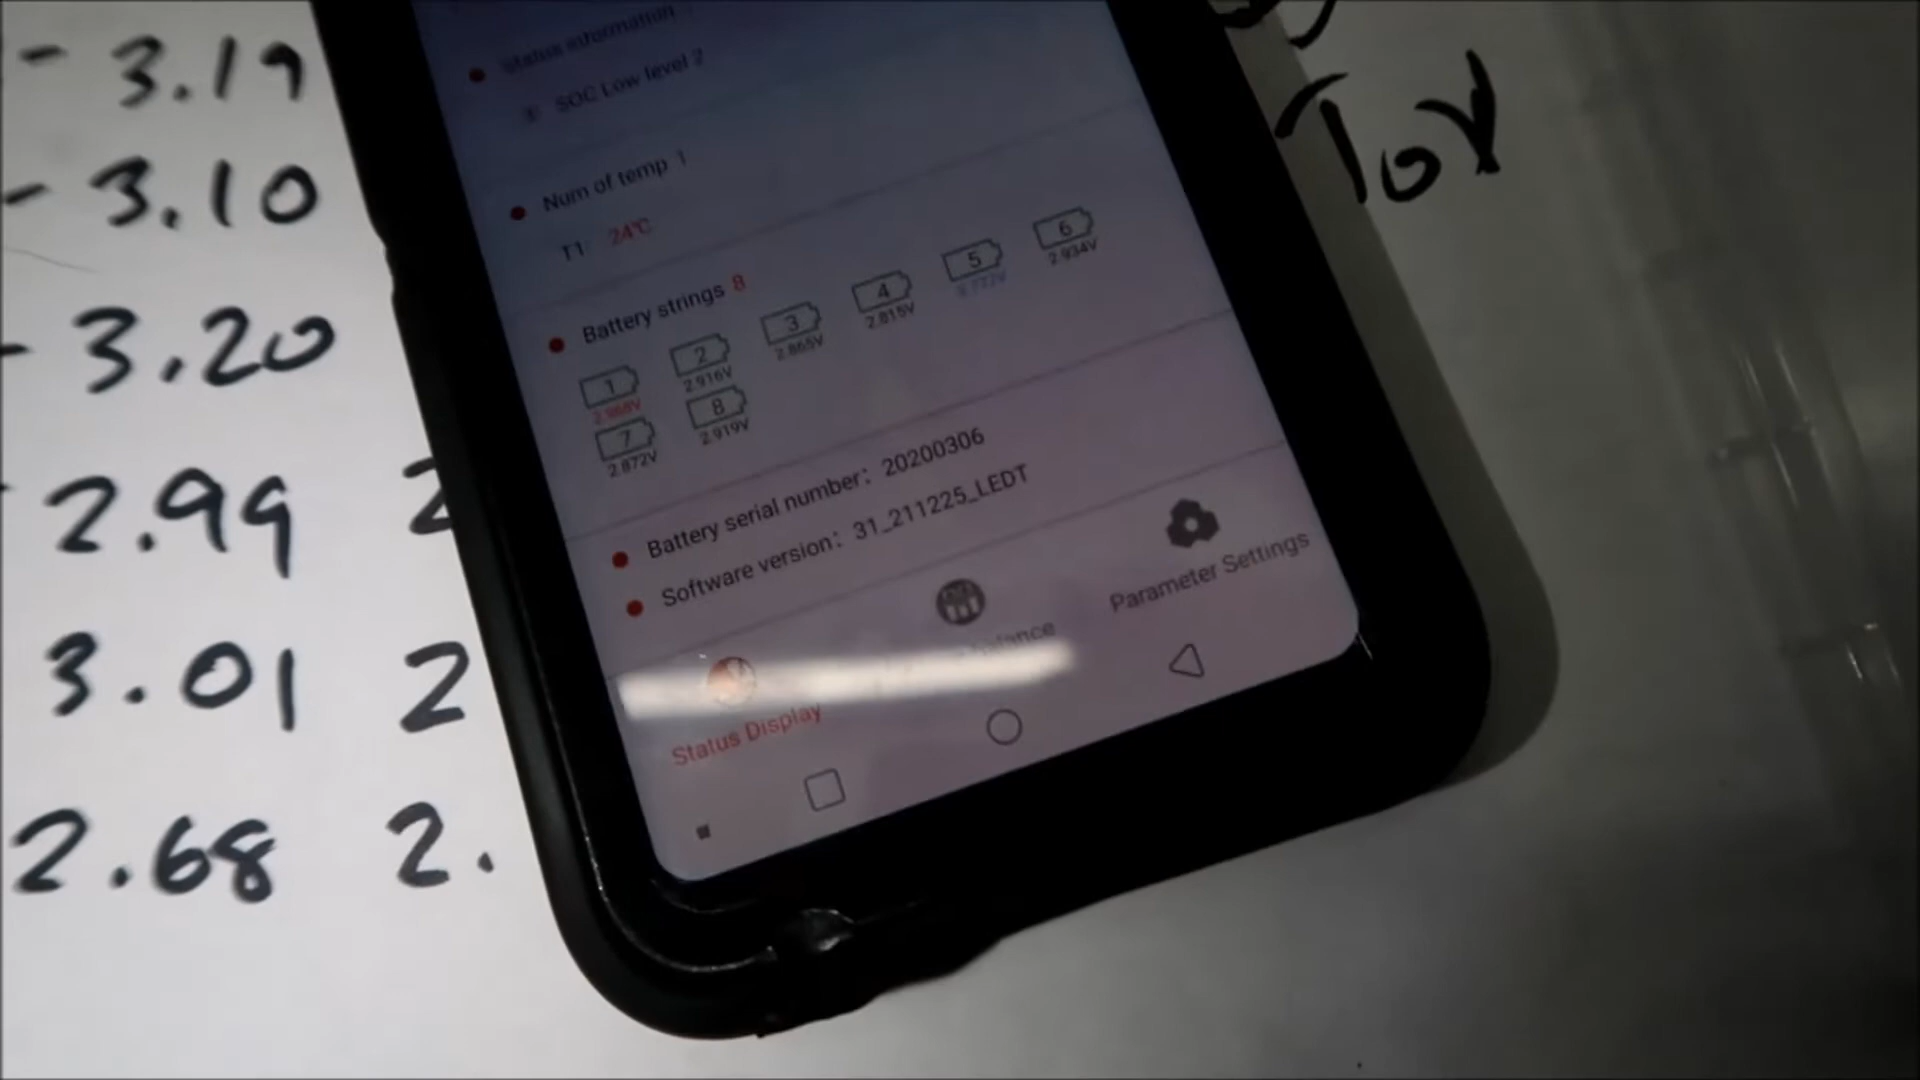 - 3.19
- 3.10
- 3.20
2.99 2
3.01 2
2.68 2.
Tor
Status information
SOC Low level 2
Num of temp 1
T1 24℃
Battery strings 8
1 2 3 4 5 6
2.916V 2.865V 2.815V 2.934V
7 8
2.872V 2.919V
Battery serial number: 20200306
Software version: 31_211225_LEDT
Status Display
Parameter Settings